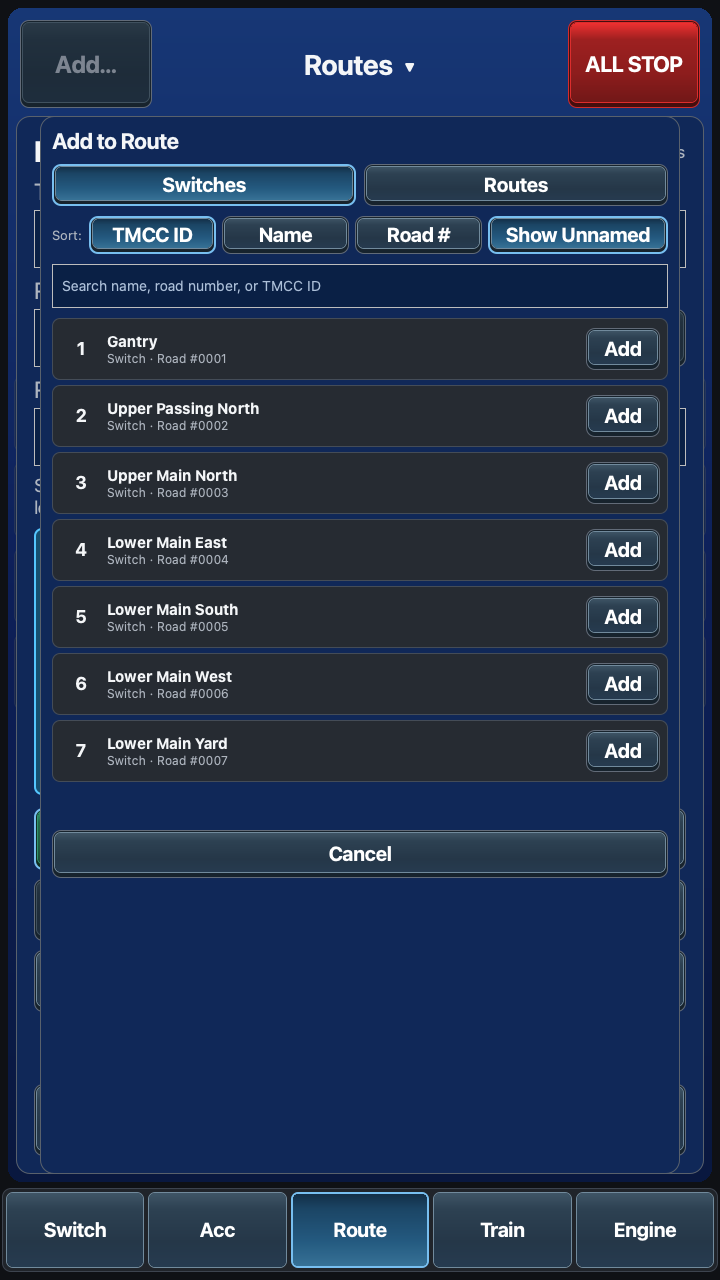 Add...
Routes ▼
ALL STOP
Add to Route
Switches
Routes
Sort:
TMCC ID
Name
Road #
Show Unnamed
Search name, road number, or TMCC ID
1
Gantry
Switch · Road #0001
Add
2
Upper Passing North
Switch · Road #0002
Add
3
Upper Main North
Switch · Road #0003
Add
4
Lower Main East
Switch · Road #0004
Add
5
Lower Main South
Switch · Road #0005
Add
6
Lower Main West
Switch · Road #0006
Add
7
Lower Main Yard
Switch · Road #0007
Add
Cancel
Switch
Acc
Route
Train
Engine